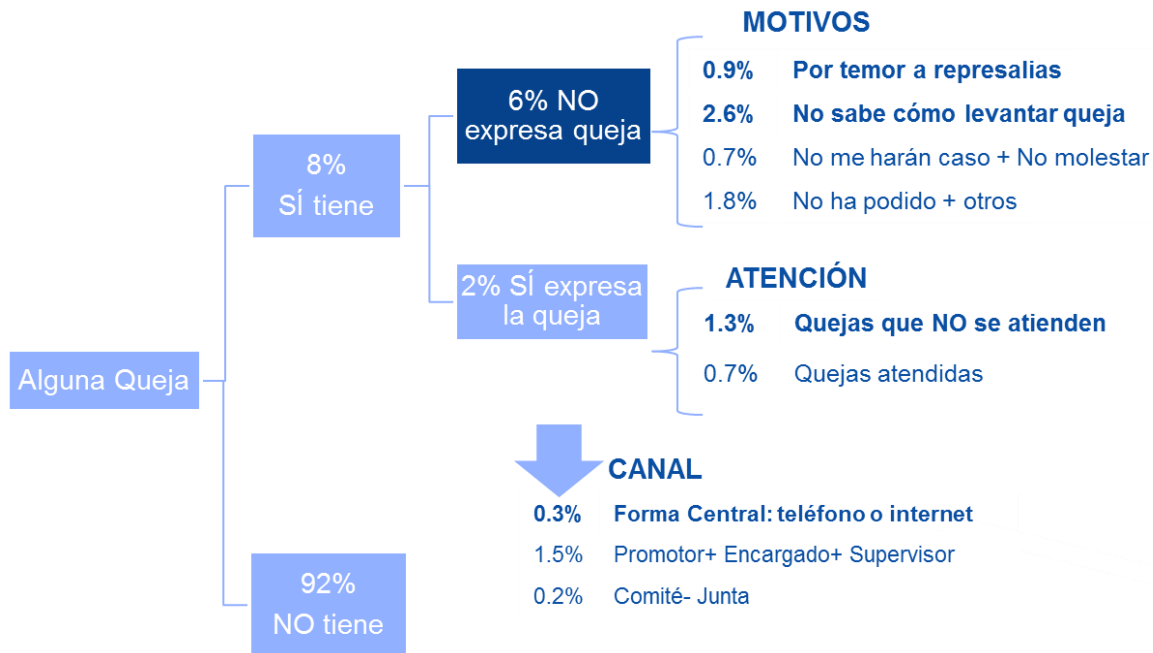 Alguna Queja
8%
SÍ tiene
92%
NO tiene
6% NO
expresa queja
2% SÍ expresa
la queja
MOTIVOS
0.9% Por temor a represalias
2.6% No sabe cómo levantar queja
0.7% No me harán caso + No molestar
1.8% No ha podido + otros
ATENCIÓN
1.3% Quejas que NO se atienden
0.7% Quejas atendidas
CANAL
0.3% Forma Central: teléfono o internet
1.5% Promotor+ Encargado+ Supervisor
0.2% Comité- Junta